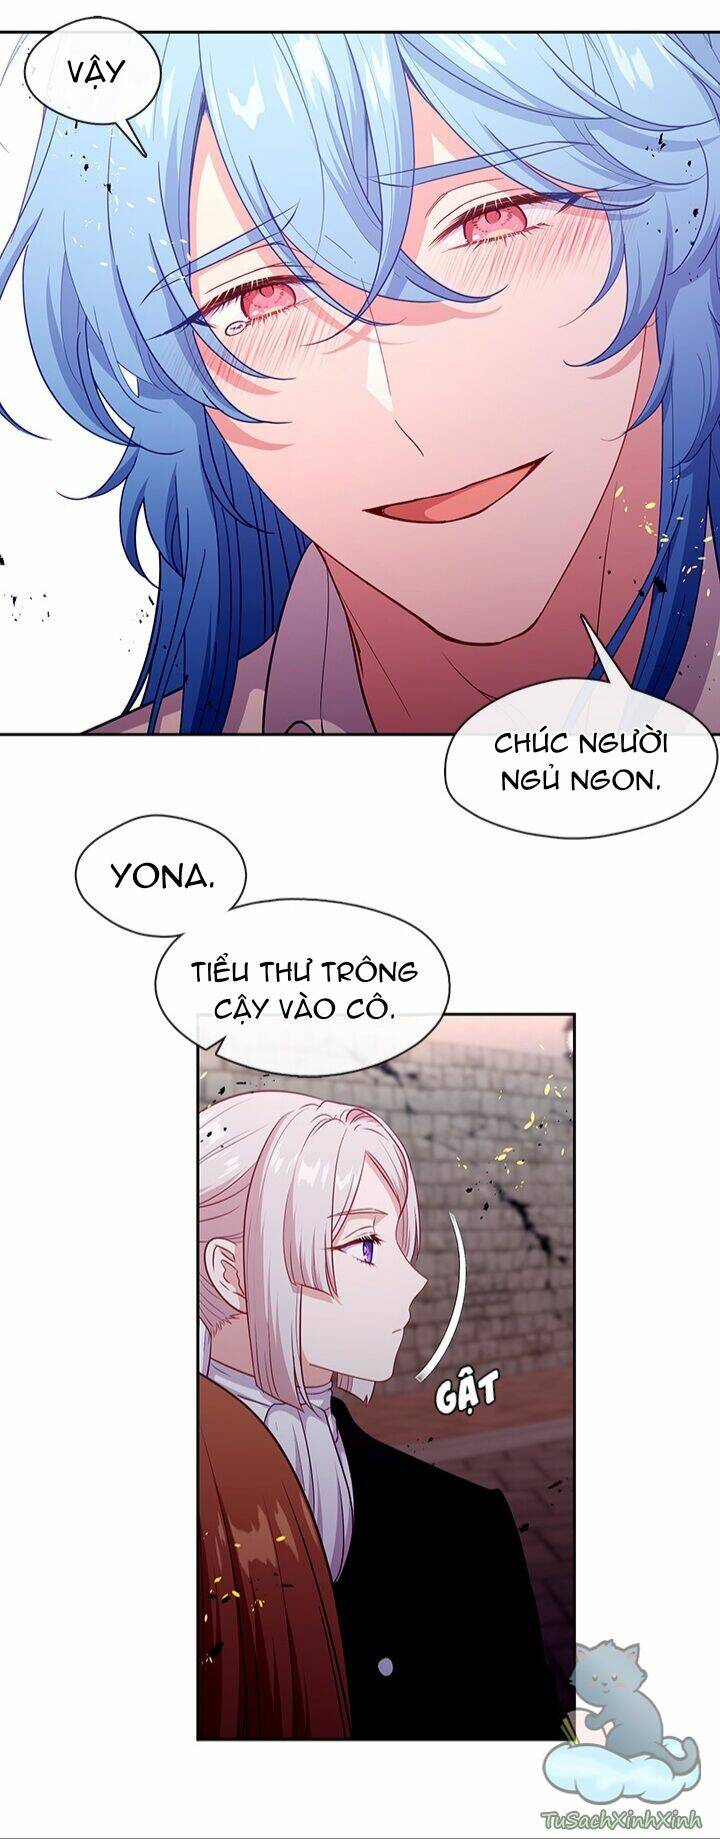 VẬY
CHÚC NGƯỜI
NGỦ NGON.
YONA.
TIỂU THƯ TRÔNG
CẬY VÀO CÔ.
GẬT
TuSachXinhXinh